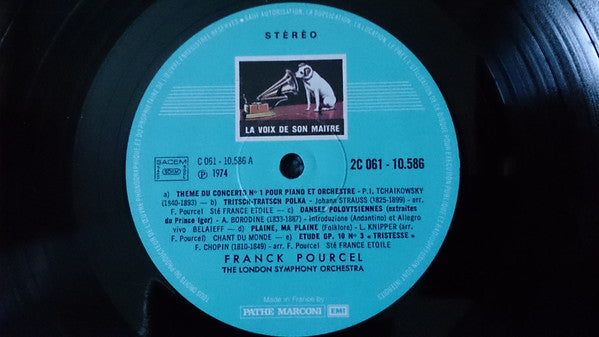 STÉRÉO
LA VOIX DE SON MAITRE
SACEM
C 061 - 10.586 A
Ⓟ 1974
2C 061 - 10.586
a) THEME DU CONCERTO N° 1 POUR PIANO ET ORCHESTRE - P.I. TCHAIKOWSKY
(1840-1893) — b) TRITSCH-TRATSCH POLKA - Johann STRAUSS (1825-1899) - arr.
F. Pourcel Sté FRANCE ETOILE — c) DANSES POLOVTSIENNES (extraites
du Prince Igor) - A. BORODINE (1833-1887) - Introduction (Andantino) et Allegro
vivo BELAIEFF — d) PLAINE, MA PLAINE (Folklore) - L. KNIPPER (arr.
F. Pourcel) CHANT DU MONDE — e) ETUDE OP. 10 N° 3 « TRISTESSE » -
F. CHOPIN (1810-1849) - arr. F. Pourcel Sté FRANCE ETOILE
FRANCK POURCEL
THE LONDON SYMPHONY ORCHESTRA
Made in France by
PATHE MARCONI EMI